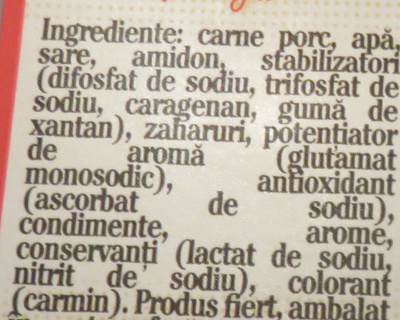 Ingrediente: carne porc, apă,
sare, amidon, stabilizatori
(difosfat de sodiu, trifosfat de
sodiu, caragenan, gumă de
xantan), zaharuri, potentiator
de aromă (glutamat
monosodic), antioxidant
(ascorbat de sodiu),
condimente, arome,
conservanți (lactat de sodiu,
nitrit de sodiu), colorant
(carmin). Produs fiert, ambalat